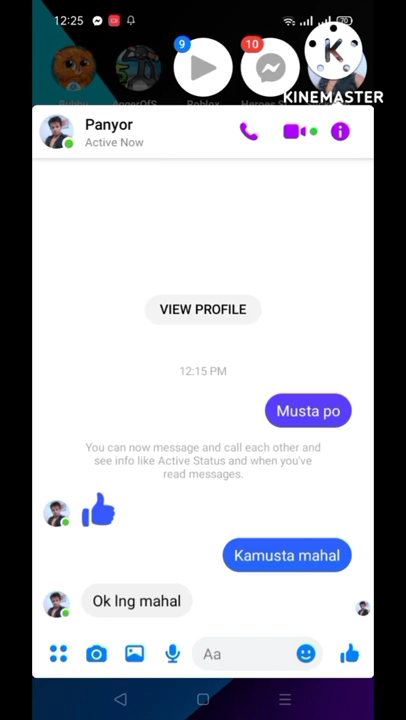 12:25
9
10
K
KINEMASTER
Panyor
Active Now
VIEW PROFILE
12:15 PM
Musta po
You can now message and call each other and
see info like Active Status and when you've
read messages.
Kamusta mahal
Ok lng mahal
Aa